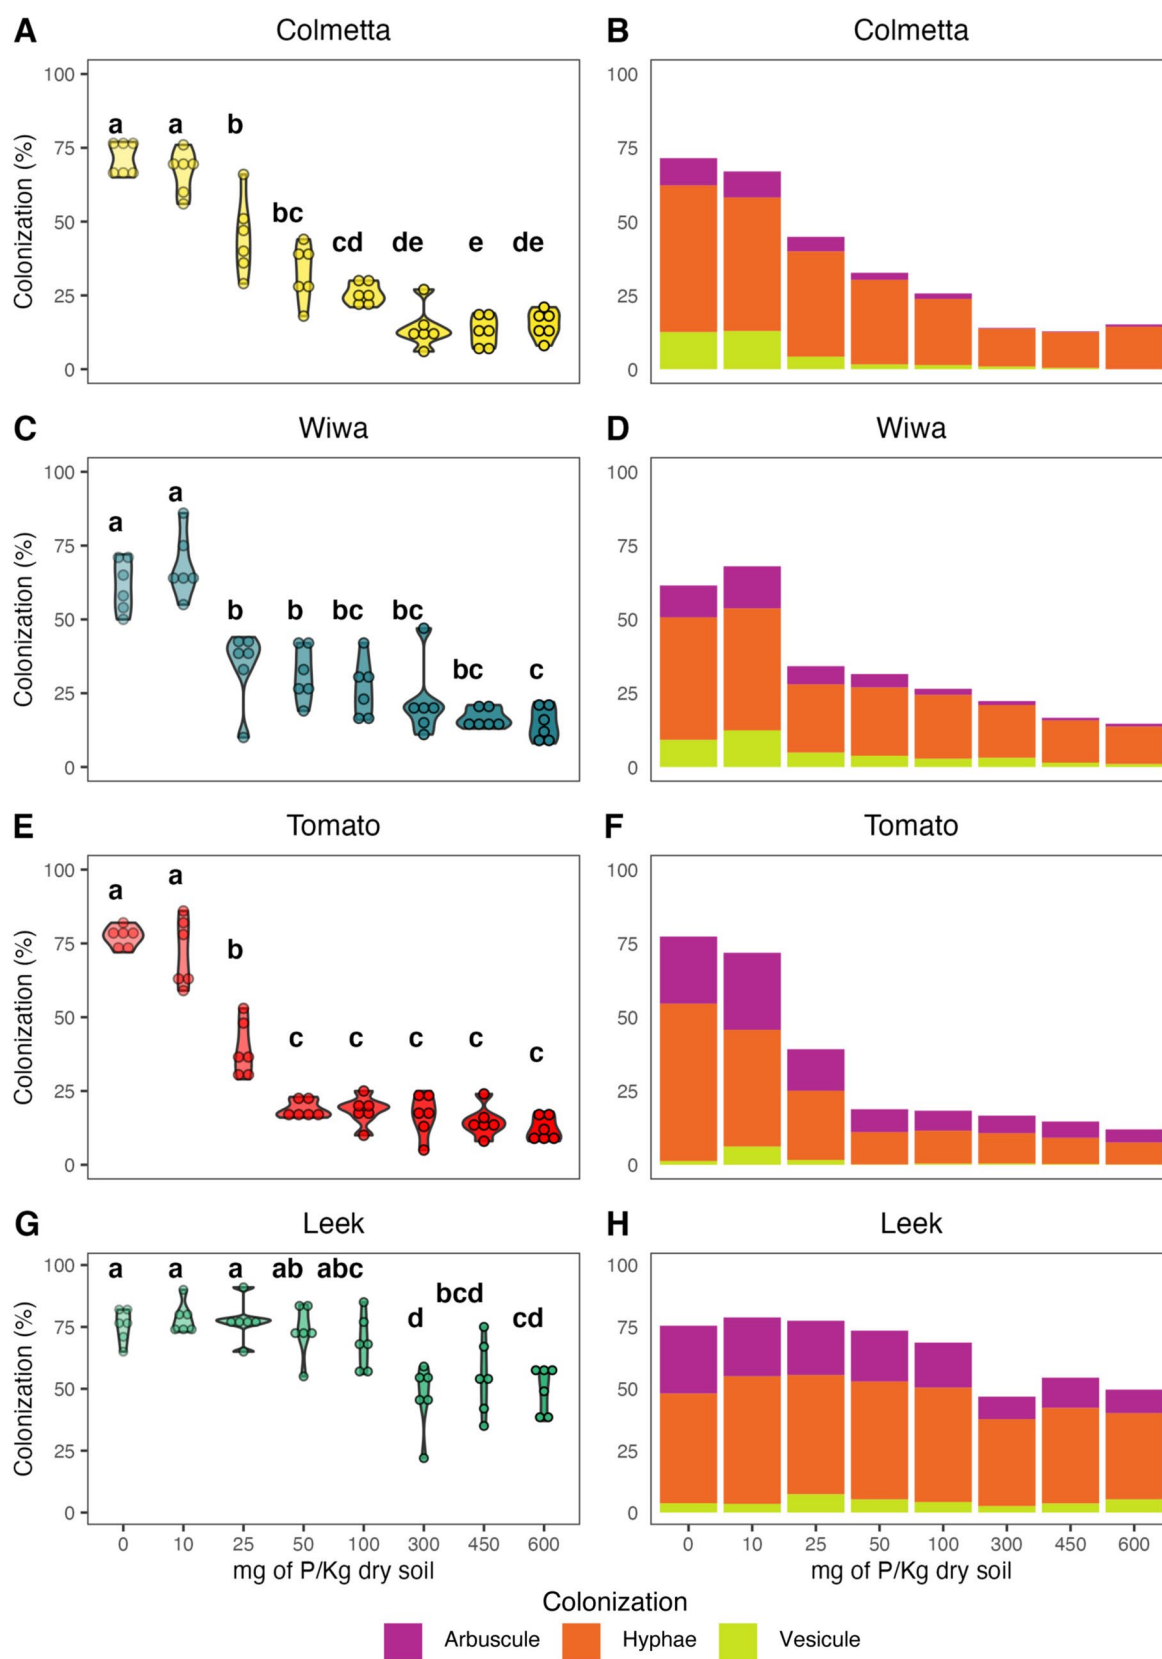 A Colmetta
Colonization (%)
100
75
50
25
0
a a b bc cd de e de
B Colmetta
100
75
50
25
0
C Wiwa
Colonization (%)
100
75
50
25
0
a a b b bc bc bc c
D Wiwa
100
75
50
25
0
E Tomato
Colonization (%)
100
75
50
25
0
a a b c c c c c
F Tomato
100
75
50
25
0
G Leek
Colonization (%)
100
75
50
25
0
a a a ab abc d bcd cd
0 10 25 50 100 300 450 600
mg of P/Kg dry soil
H Leek
100
75
50
25
0
0 10 25 50 100 300 450 600
mg of P/Kg dry soil
Colonization
Arbuscule Hyphae Vesicule